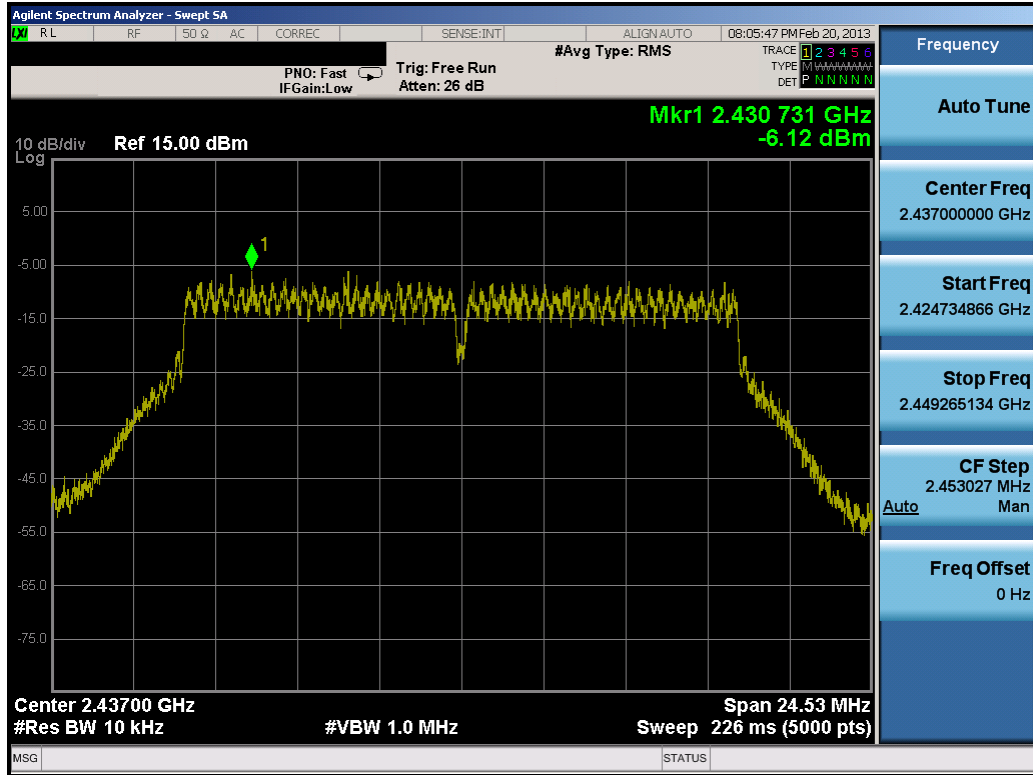 Agilent Spectrum Analyzer - Swept SA
LXI RL RF 50 Ω AC CORREC SENSE:INT ALIGN AUTO 08:05:47 PM Feb 20, 2013
#Avg Type: RMS
TRACE 1 2 3 4 5 6
TYPE M
DET P N N N N N
PNO: Fast
IFGain:Low
Trig: Free Run
Atten: 26 dB
Mkr1 2.430 731 GHz
-6.12 dBm
10 dB/div Ref 15.00 dBm
Log
1
5.00
-5.00
-15.0
-25.0
-35.0
-45.0
-55.0
-65.0
-75.0
Center 2.43700 GHz Span 24.53 MHz
#Res BW 10 kHz #VBW 1.0 MHz Sweep 226 ms (5000 pts)
MSG STATUS
Frequency
Auto Tune
Center Freq
2.437000000 GHz
Start Freq
2.424734866 GHz
Stop Freq
2.449265134 GHz
CF Step
2.453027 MHz
Auto Man
Freq Offset
0 Hz